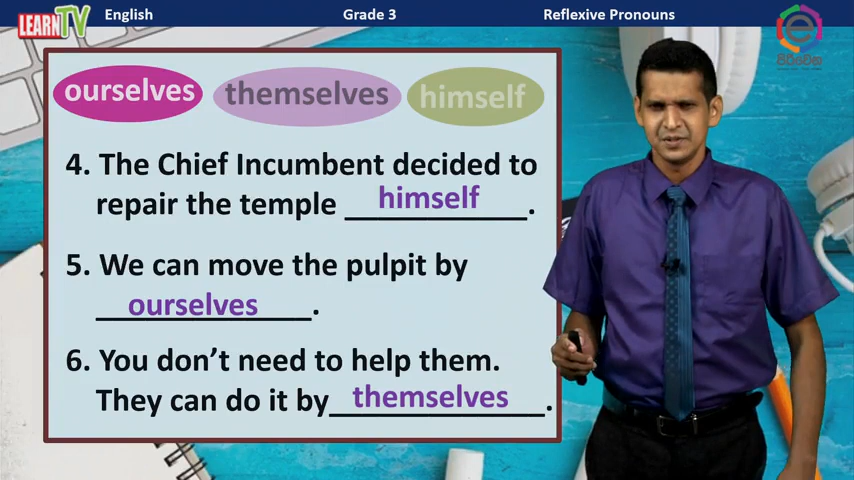 LEARN TV
English
Grade 3
Reflexive Pronouns
ourselves
themselves
himself
4. The Chief Incumbent decided to
repair the temple himself.
5. We can move the pulpit by
ourselves.
6. You don't need to help them.
They can do it by themselves.